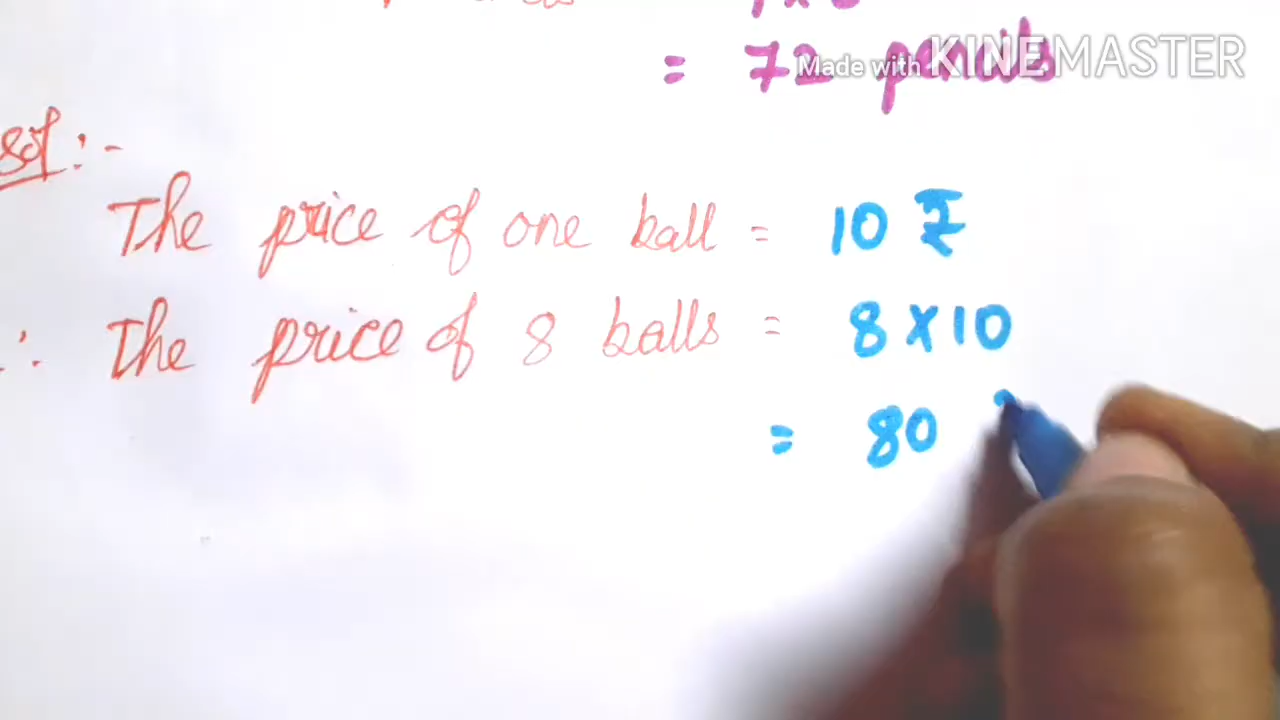 = 72 pencils
Made with KINEMASTER
Sol:-
The price of one ball = 10 ₹
∴ The price of 8 balls = 8 × 10
= 80